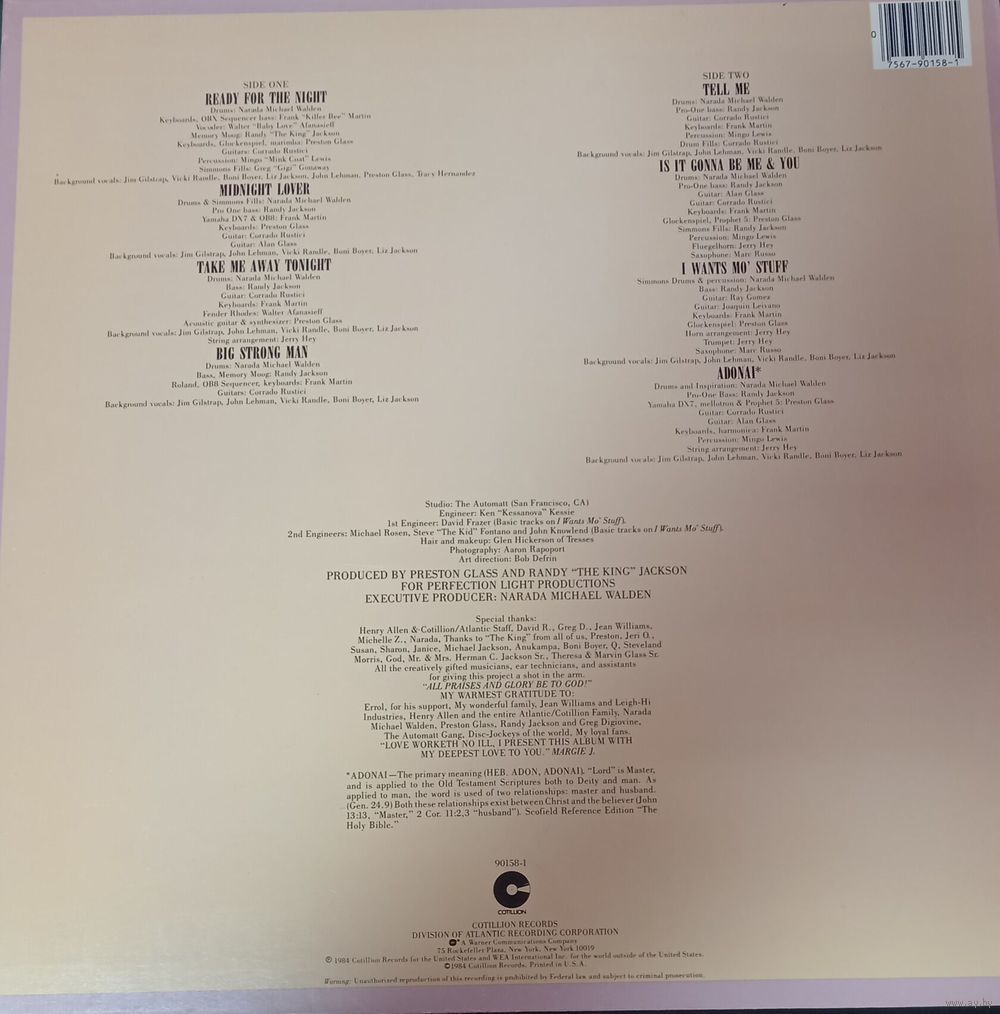 0
7567-90158-1
SIDE ONE
READY FOR THE NIGHT
Drums: Narada Michael Walden
Keyboards, OBX Sequencer bass: Frank "Killer Bee" Martin
Vocoder: Walter "Baby Love" Afanasieff
Memory Moog: Randy "The King" Jackson
Keyboards, Glockenspiel, marimba: Preston Glass
Guitars: Corrado Rustici
Percussion: Mingo "Mink Coat" Lewis
Simmons Fills: Greg "Gigi" Gonaway
Background vocals: Jim Gilstrap, Vicki Randle, Boni Boyer, Liz Jackson, John Lehman, Preston Glass, Tracy Hernandez
MIDNIGHT LOVER
Drums & Simmons Fills: Narada Michael Walden
Pro One bass: Randy Jackson
Yamaha DX7 & OB8: Frank Martin
Keyboards: Preston Glass
Guitar: Corrado Rustici
Guitar: Alan Glass
Background vocals: Jim Gilstrap, John Lehman, Vicki Randle, Boni Boyer, Liz Jackson
TAKE ME AWAY TONIGHT
Drums: Narada Michael Walden
Bass: Randy Jackson
Guitar: Corrado Rustici
Keyboards: Frank Martin
Fender Rhodes: Walter Afanasieff
Acoustic guitar & synthesizer: Preston Glass
Background vocals: Jim Gilstrap, John Lehman, Vicki Randle, Boni Boyer, Liz Jackson
String arrangement: Jerry Hey
BIG STRONG MAN
Drums: Narada Michael Walden
Bass, Memory Moog: Randy Jackson
Roland, OB8 Sequencer, keyboards: Frank Martin
Guitars: Corrado Rustici
Background vocals: Jim Gilstrap, John Lehman, Vicki Randle, Boni Boyer, Liz Jackson
SIDE TWO
TELL ME
Drums: Narada Michael Walden
Pro-One bass: Randy Jackson
Guitar: Corrado Rustici
Keyboards: Frank Martin
Percussion: Mingo Lewis
Drum Fills: Corrado Rustici
Background vocals: Jim Gilstrap, John Lehman, Vicki Randle, Boni Boyer, Liz Jackson
IS IT GONNA BE ME & YOU
Drums: Narada Michael Walden
Pro-One bass: Randy Jackson
Guitar: Alan Glass
Guitar: Corrado Rustici
Keyboards: Frank Martin
Glockenspiel, Prophet 5: Preston Glass
Simmons Fills: Randy Jackson
Percussion: Mingo Lewis
Fluegelhorn: Jerry Hey
Saxophone: Marc Russo
I WANTS MO' STUFF
Simmons Drums & percussion: Narada Michael Walden
Bass: Randy Jackson
Guitar: Ray Gomez
Guitar: Joaquin Leivano
Keyboards: Frank Martin
Glockenspiel: Preston Glass
Horn arrangement: Jerry Hey
Trumpet: Jerry Hey
Saxophone: Marc Russo
Background vocals: Jim Gilstrap, John Lehman, Vicki Randle, Boni Boyer, Liz Jackson
ADONAI*
Drums and Inspiration: Narada Michael Walden
Pro-One Bass: Randy Jackson
Yamaha DX7, mellotron & Prophet 5: Preston Glass
Guitar: Corrado Rustici
Guitar: Alan Glass
Keyboards, harmonica: Frank Martin
Percussion: Mingo Lewis
String arrangement: Jerry Hey
Background vocals: Jim Gilstrap, John Lehman, Vicki Randle, Boni Boyer, Liz Jackson
Studio: The Automatt (San Francisco, CA)
Engineer: Ken "Kessanova" Kessie
1st Engineer: David Frazer (Basic tracks on I Wants Mo' Stuff).
2nd Engineers: Michael Rosen, Steve "The Kid" Fontano and John Knowlend (Basic tracks on I Wants Mo' Stuff).
Hair and makeup: Glen Hickerson of Tresses
Photography: Aaron Rapoport
Art direction: Bob Defrin
PRODUCED BY PRESTON GLASS AND RANDY "THE KING" JACKSON
FOR PERFECTION LIGHT PRODUCTIONS
EXECUTIVE PRODUCER: NARADA MICHAEL WALDEN
Special thanks:
Henry Allen & Cotillion/Atlantic Staff, David R., Greg D., Jean Williams,
Michelle Z., Narada, Thanks to "The King" from all of us, Preston, Jeri O.,
Susan, Sharon, Janice, Michael Jackson, Anukampa, Boni Boyer, Q, Steveland
Morris, God, Mr. & Mrs. Herman C. Jackson Sr., Theresa & Marvin Glass Sr.
All the creatively gifted musicians, ear technicians, and assistants
for giving this project a shot in the arm.
"ALL PRAISES AND GLORY BE TO GOD!"
MY WARMEST GRATITUDE TO:
Errol, for his support, My wonderful family, Jean Williams and Leigh-Hi
Industries, Henry Allen and the entire Atlantic/Cotillion Family, Narada
Michael Walden, Preston Glass, Randy Jackson and Greg Digiovine,
The Automatt Gang, Disc-Jockeys of the world, My loyal fans.
"LOVE WORKETH NO ILL, I PRESENT THIS ALBUM WITH
MY DEEPEST LOVE TO YOU." MARGIE J.
*ADONAI—The primary meaning (HEB. ADON, ADONAI). "Lord" is Master,
and is applied to the Old Testament Scriptures both to Deity and man. As
applied to man, the word is used of two relationships: master and husband.
(Gen. 24.9) Both these relationships exist between Christ and the believer (John
13:13, "Master," 2 Cor. 11:2,3 "husband"). Scofield Reference Edition "The
Holy Bible."
90158-1
COTILLION
COTILLION RECORDS
DIVISION OF ATLANTIC RECORDING CORPORATION
A Warner Communications Company
75 Rockefeller Plaza, New York, New York 10019
℗ 1984 Cotillion Records for the United States and WEA International Inc. for the world outside of the United States.
©1984 Cotillion Records. Printed in U.S.A.
Warning: Unauthorized reproduction of this recording is prohibited by Federal law and subject to criminal prosecution.
www.ay.by